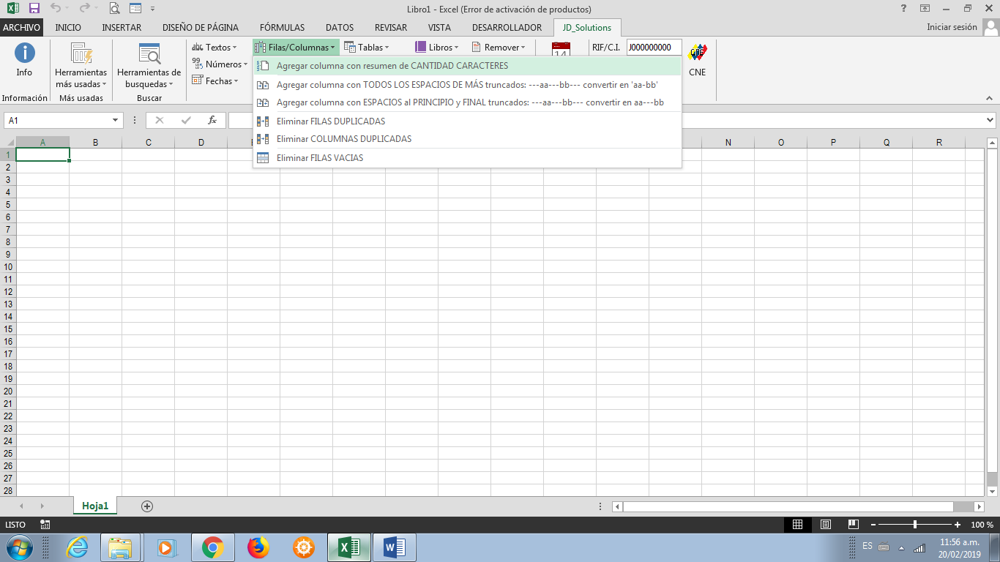 Libro1 - Excel (Error de activación de productos)
ARCHIVO INICIO INSERTAR DISEÑO DE PÁGINA FÓRMULAS DATOS REVISAR VISTA DESARROLLADOR JD_Solutions Iniciar sesión
Info
Información
Herramientas más usadas
Más usadas
Herramientas de busquedas
Buscar
abc Textos
Números
Fechas
Filas/Columnas Tablas Libros Remover
14
RIF/C.I. J000000000
CNE
Agregar columna con resumen de CANTIDAD CARACTERES
Agregar columna con TODOS LOS ESPACIOS DE MÁS truncados: ---aa---bb--- convertir en 'aa-bb'
Agregar columna con ESPACIOS al PRINCIPIO y FINAL truncados: ---aa---bb--- convertir en aa---bb
Eliminar FILAS DUPLICADAS
Eliminar COLUMNAS DUPLICADAS
Eliminar FILAS VACIAS
A1
fx
A B C D N O P Q R
1
2
3
4
5
6
7
8
9
10
11
12
13
14
15
16
17
18
19
20
21
22
23
24
25
26
27
28
Hoja1
LISTO
100 %
ES
11:56 a.m.
20/02/2019